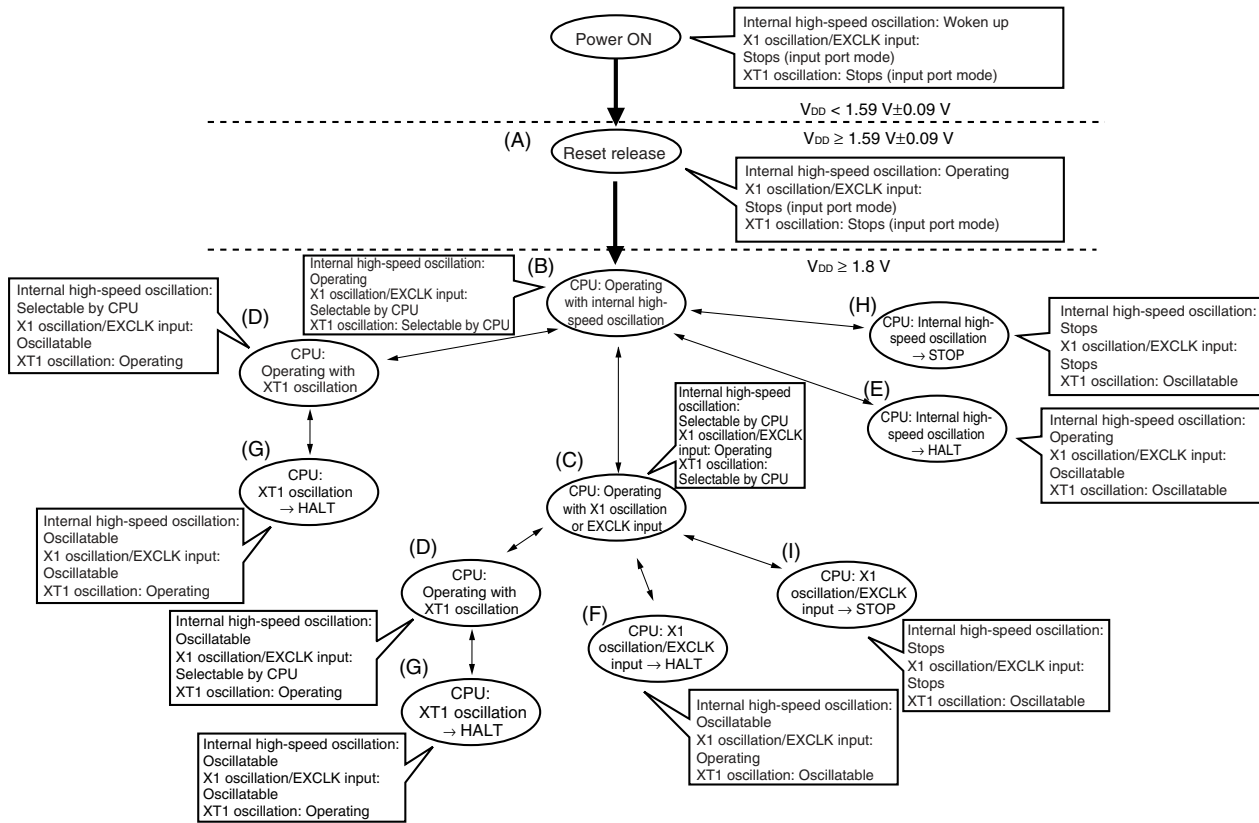 Power ON
Internal high-speed oscillation: Woken up
X1 oscillation/EXCLK input:
Stops (input port mode)
XT1 oscillation: Stops (input port mode)
VDD < 1.59 V±0.09 V
(A)
Reset release
VDD ≥ 1.59 V±0.09 V
Internal high-speed oscillation: Operating
X1 oscillation/EXCLK input:
Stops (input port mode)
XT1 oscillation: Stops (input port mode)
VDD ≥ 1.8 V
(B)
CPU: Operating
with internal high-
speed oscillation
Internal high-speed oscillation:
Operating
X1 oscillation/EXCLK input:
Selectable by CPU
XT1 oscillation: Selectable by CPU
Internal high-speed oscillation:
Selectable by CPU
X1 oscillation/EXCLK input:
Oscillatable
XT1 oscillation: Operating
(D)
CPU:
Operating with
XT1 oscillation
(H)
CPU: Internal high-
speed oscillation
→ STOP
Internal high-speed oscillation:
Stops
X1 oscillation/EXCLK input:
Stops
XT1 oscillation: Oscillatable
(E)
CPU: Internal high-
speed oscillation
→ HALT
Internal high-speed oscillation:
Operating
X1 oscillation/EXCLK input:
Oscillatable
XT1 oscillation: Oscillatable
Internal high-speed
oscillation:
Selectable by CPU
X1 oscillation/EXCLK
input: Operating
XT1 oscillation:
Selectable by CPU
(C)
CPU: Operating
with X1 oscillation
or EXCLK input
(G)
CPU:
XT1 oscillation
→ HALT
Internal high-speed oscillation:
Oscillatable
X1 oscillation/EXCLK input:
Oscillatable
XT1 oscillation: Operating
(D)
CPU:
Operating with
XT1 oscillation
Internal high-speed oscillation:
Oscillatable
X1 oscillation/EXCLK input:
Selectable by CPU
XT1 oscillation: Operating
(G)
CPU:
XT1 oscillation
→ HALT
Internal high-speed oscillation:
Oscillatable
X1 oscillation/EXCLK input:
Oscillatable
XT1 oscillation: Operating
(F)
CPU: X1
oscillation/EXCLK
input → HALT
Internal high-speed oscillation:
Oscillatable
X1 oscillation/EXCLK input:
Operating
XT1 oscillation: Oscillatable
(I)
CPU: X1
oscillation/EXCLK
input → STOP
Internal high-speed oscillation:
Stops
X1 oscillation/EXCLK input:
Stops
XT1 oscillation: Oscillatable